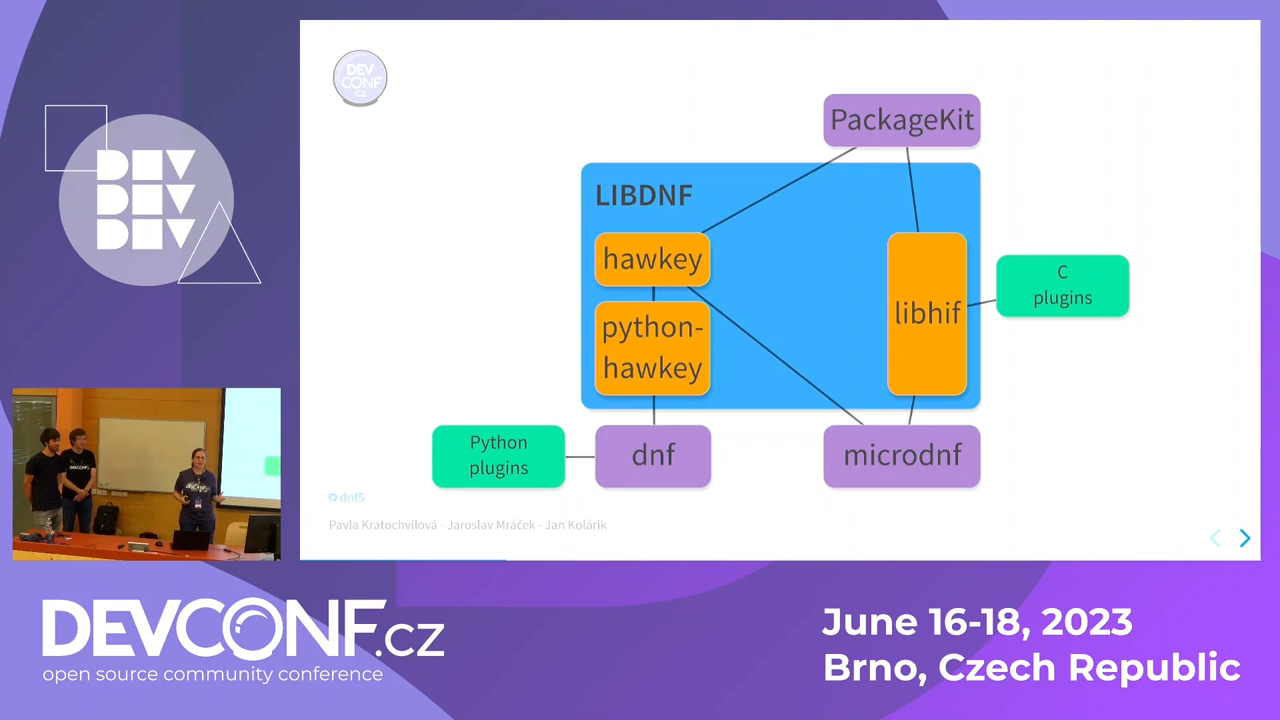 DEV
CONF
CZ
PackageKit
LIBDNF
hawkey
python-
hawkey
libhif
C
plugins
Python
plugins
dnf
microdnf
dnf5
Pavla Kratochvílová - Jaroslav Mráček - Jan Kolárik
DEV
DEV
DEV
DEVCONF.cz
open source community conference
June 16-18, 2023
Brno, Czech Republic